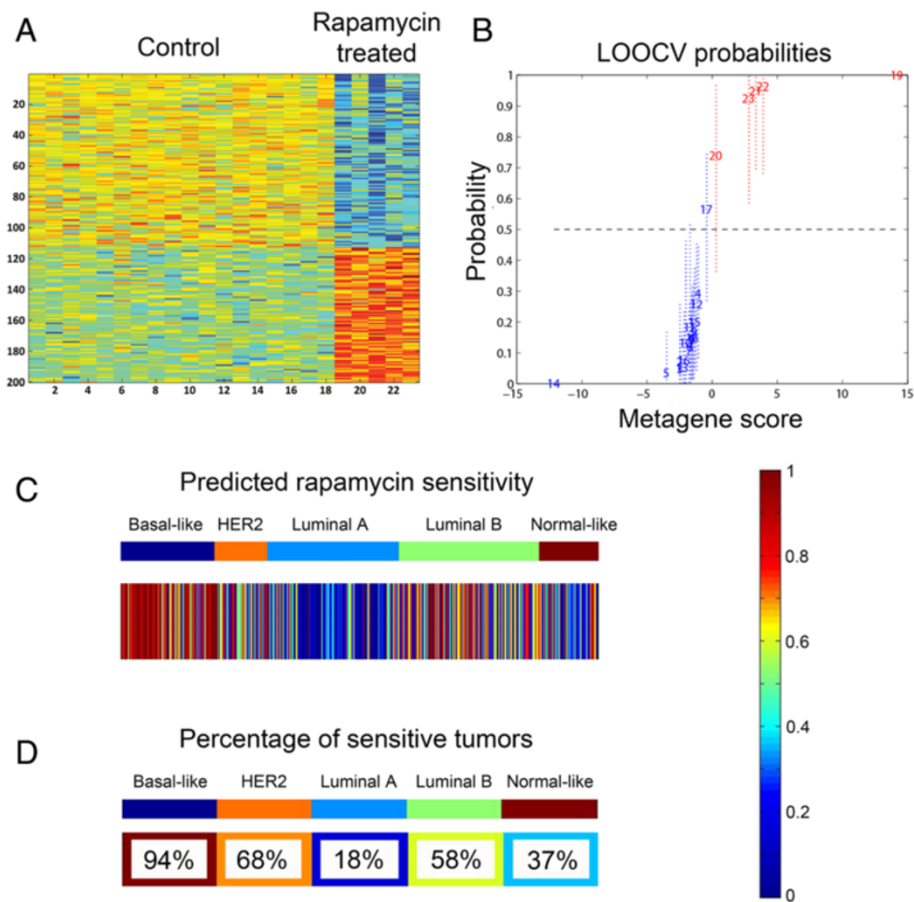 A
Control
Rapamycin
treated
20
40
60
80
100
120
140
160
180
200
2 4 6 8 10 12 14 16 18 20 22
B
LOOCV probabilities
Probability
1
0.9
0.8
0.7
0.6
0.5
0.4
0.3
0.2
0.1
0
19
22
21
23
20
17
4
12
15
16
5
14
−15 −10 −5 0 5 10 15
Metagene score
C
Predicted rapamycin sensitivity
Basal-like HER2 Luminal A Luminal B Normal-like
D
Percentage of sensitive tumors
Basal-like HER2 Luminal A Luminal B Normal-like
94% 68% 18% 58% 37%
1
0.8
0.6
0.4
0.2
0